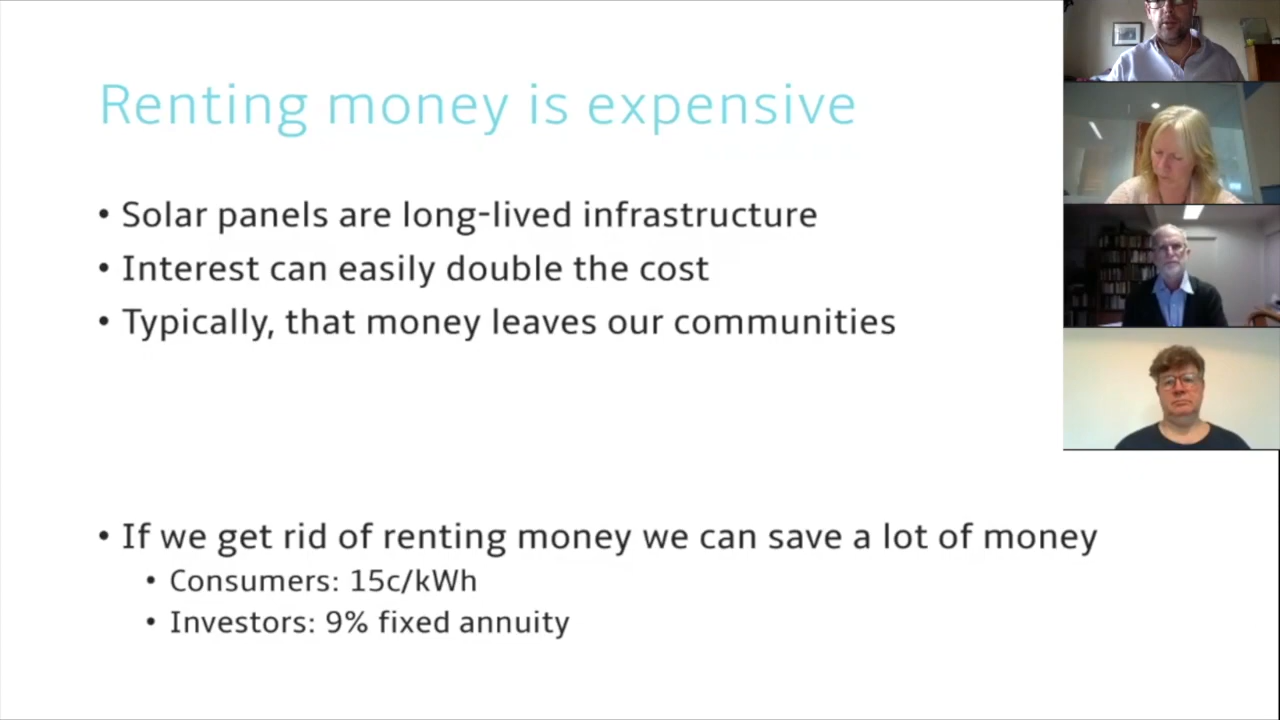 Renting money is expensive
• Solar panels are long-lived infrastructure
• Interest can easily double the cost
• Typically, that money leaves our communities
• If we get rid of renting money we can save a lot of money
• Consumers: 15c/kWh
• Investors: 9% fixed annuity